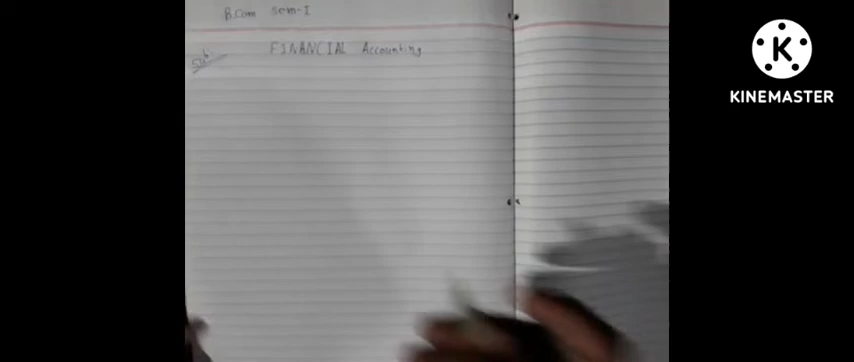 B.Com Sem-I
Sub
FINANCIAL Accounting
K
KINEMASTER